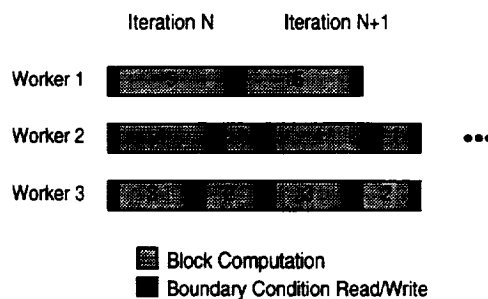 Iteration N Iteration N+1
Worker 1
Worker 2
Worker 3
Block Computation
Boundary Condition Read/Write